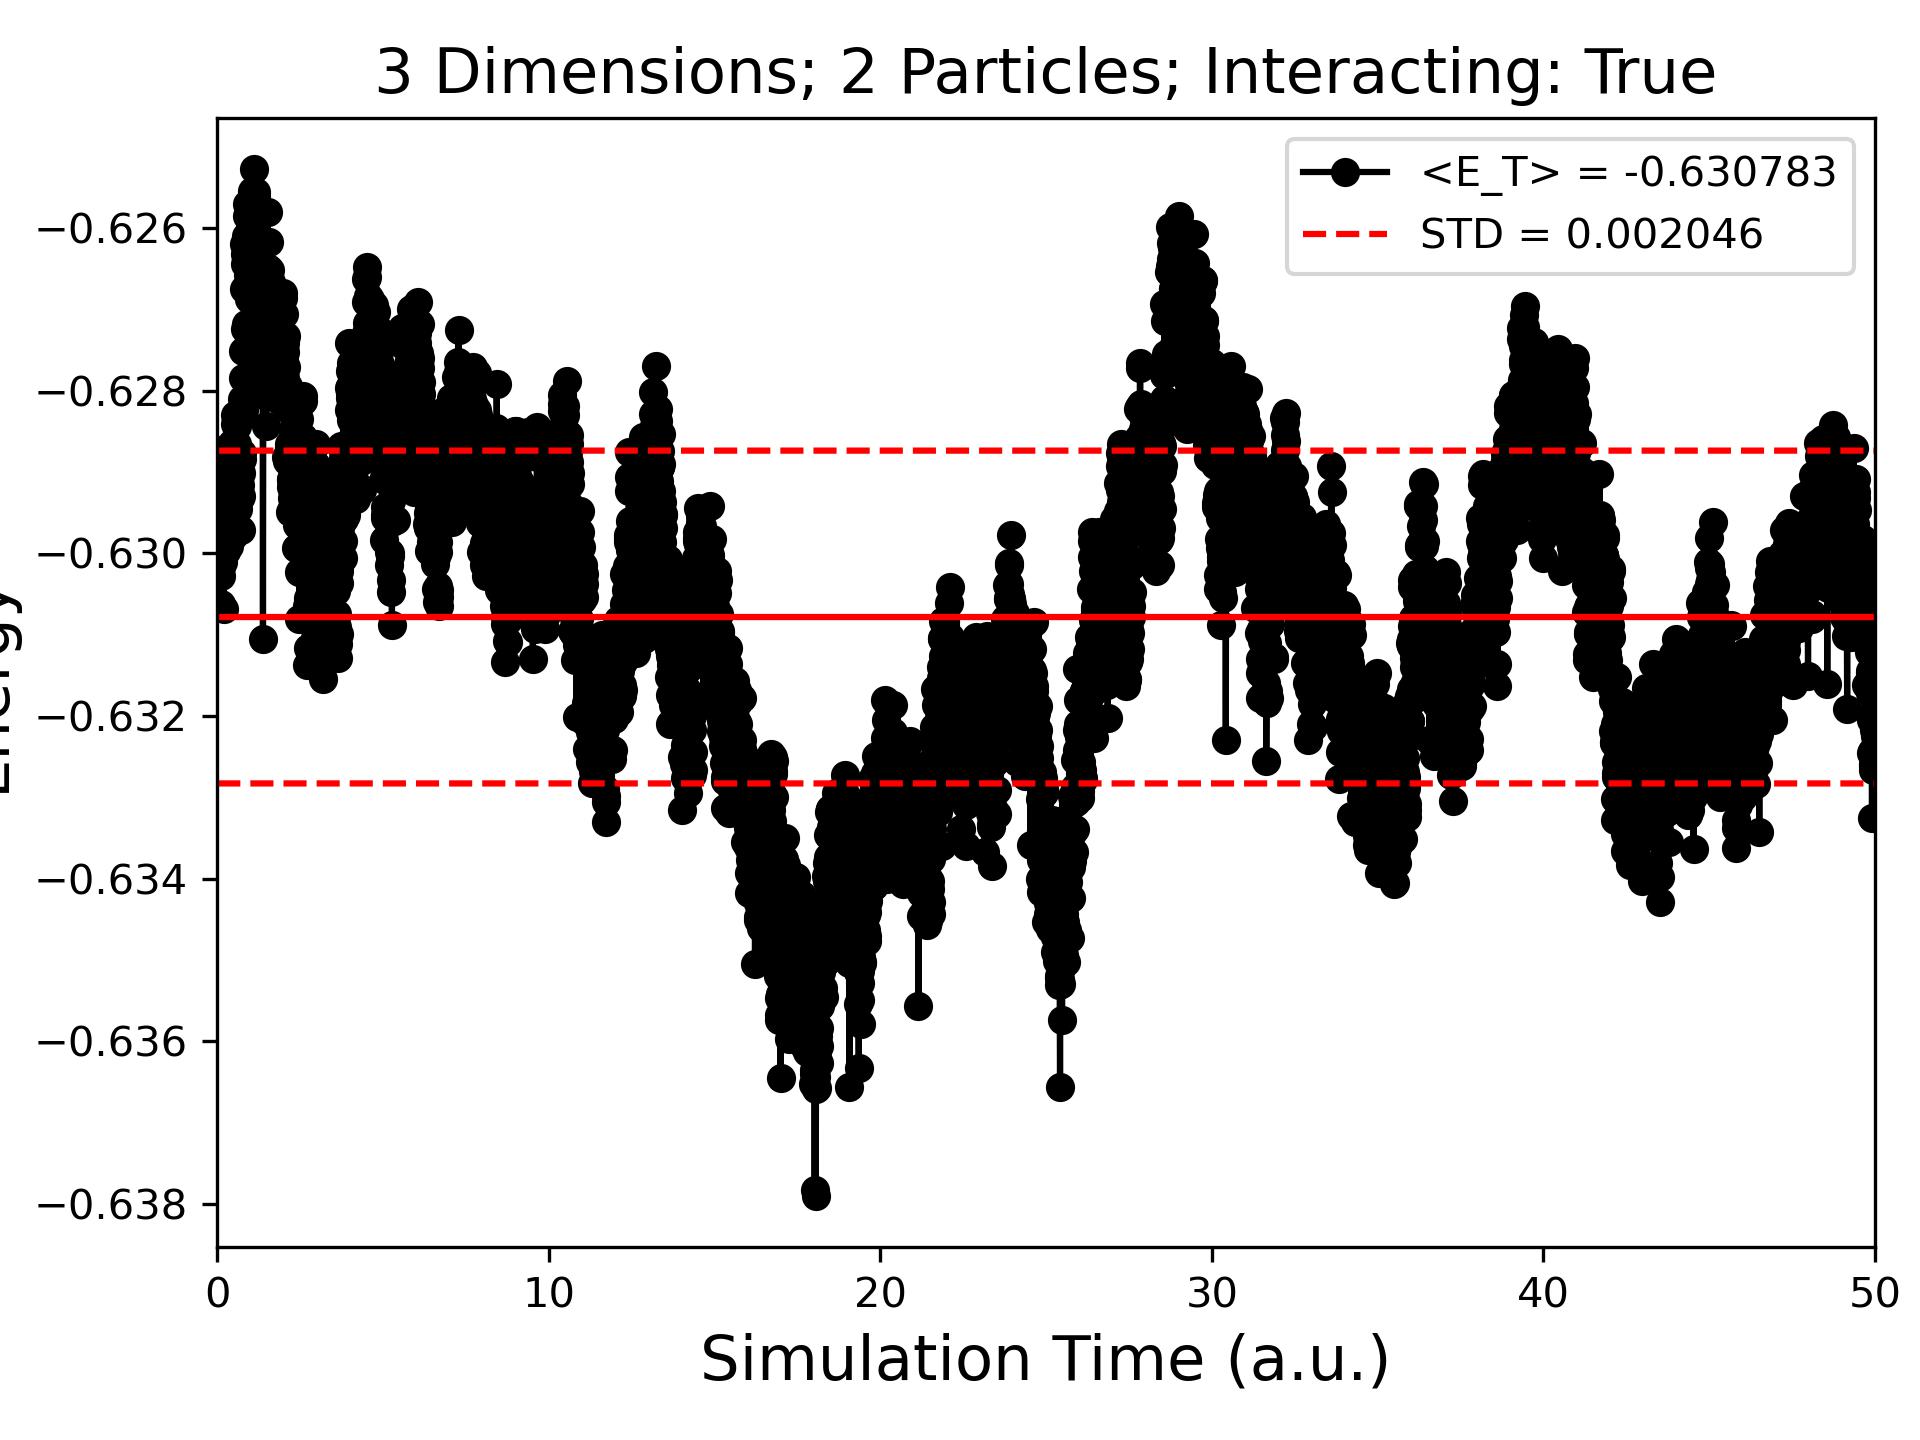 3 Dimensions; 2 Particles; Interacting: True
<E_T> = -0.630783
STD = 0.002046
−0.626
−0.628
−0.630
−0.632
−0.634
−0.636
−0.638
Energy
0 10 20 30 40 50
Simulation Time (a.u.)